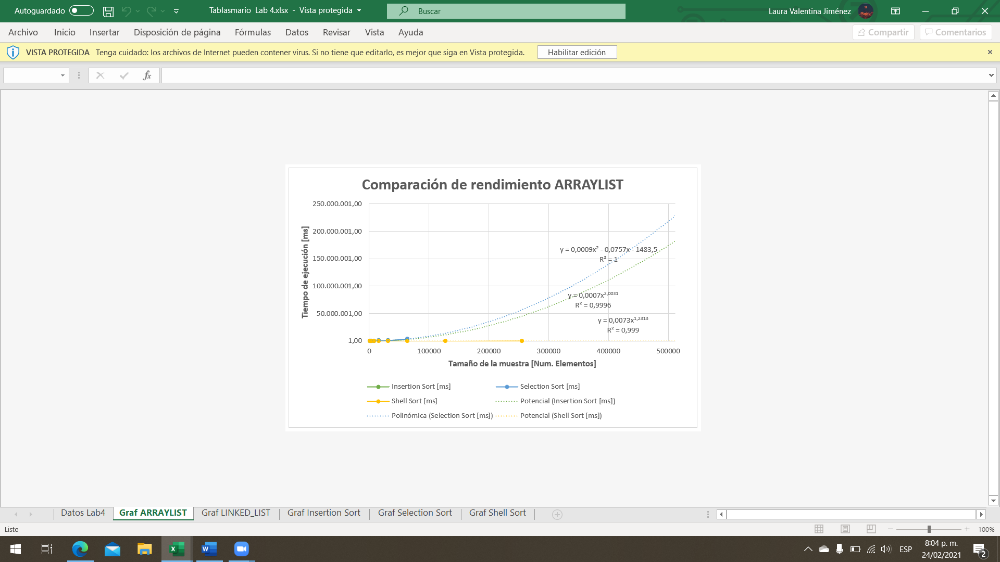 Autoguardado
Tablasmario Lab 4.xlsx - Vista protegida
Buscar
Laura Valentina Jiménez
Archivo Inicio Insertar Disposición de página Fórmulas Datos Revisar Vista Ayuda
Compartir Comentarios
VISTA PROTEGIDA Tenga cuidado: los archivos de Internet pueden contener virus. Si no tiene que editarlo, es mejor que siga en Vista protegida. Habilitar edición
fx
Comparación de rendimiento ARRAYLIST
Tiempo de ejecución [ms]
250.000.001,00
200.000.001,00
150.000.001,00
100.000.001,00
50.000.001,00
1,00
y = 0,0009x² - 0,0757x - 1483,5
R² = 1
y = 0,0007x^2,0031
R² = 0,9996
y = 0,0073x^1,2313
R² = 0,999
0 100000 200000 300000 400000 500000
Tamaño de la muestra [Num. Elementos]
Insertion Sort [ms] Selection Sort [ms]
Shell Sort [ms] Potencial (Insertion Sort [ms])
Polinómica (Selection Sort [ms]) Potencial (Shell Sort [ms])
Datos Lab4 Graf ARRAYLIST Graf LINKED_LIST Graf Insertion Sort Graf Selection Sort Graf Shell Sort
Listo
100%
ESP
8:04 p. m.
24/02/2021
2